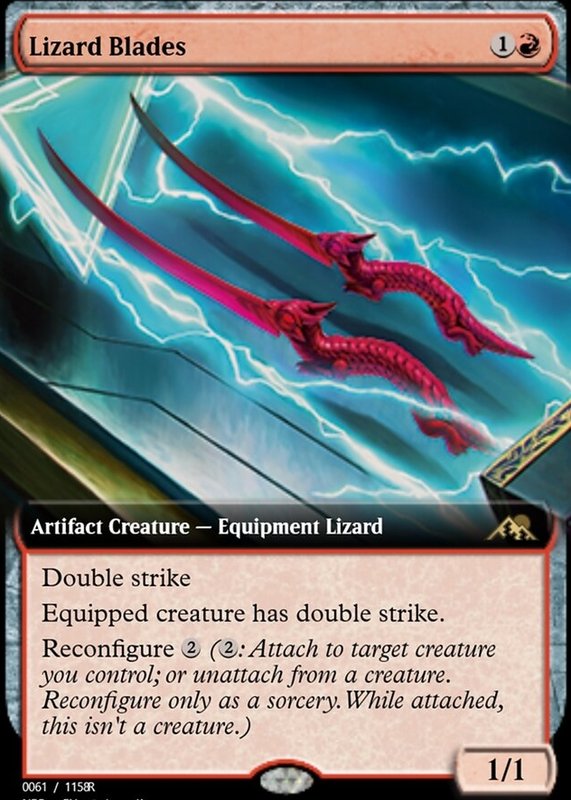 Lizard Blades 1
Artifact Creature — Equipment Lizard
Double strike
Equipped creature has double strike.
Reconfigure 2 (2: Attach to target creature
you control; or unattach from a creature.
Reconfigure only as a sorcery. While attached,
this isn't a creature.)
1/1
0061 / 1158R